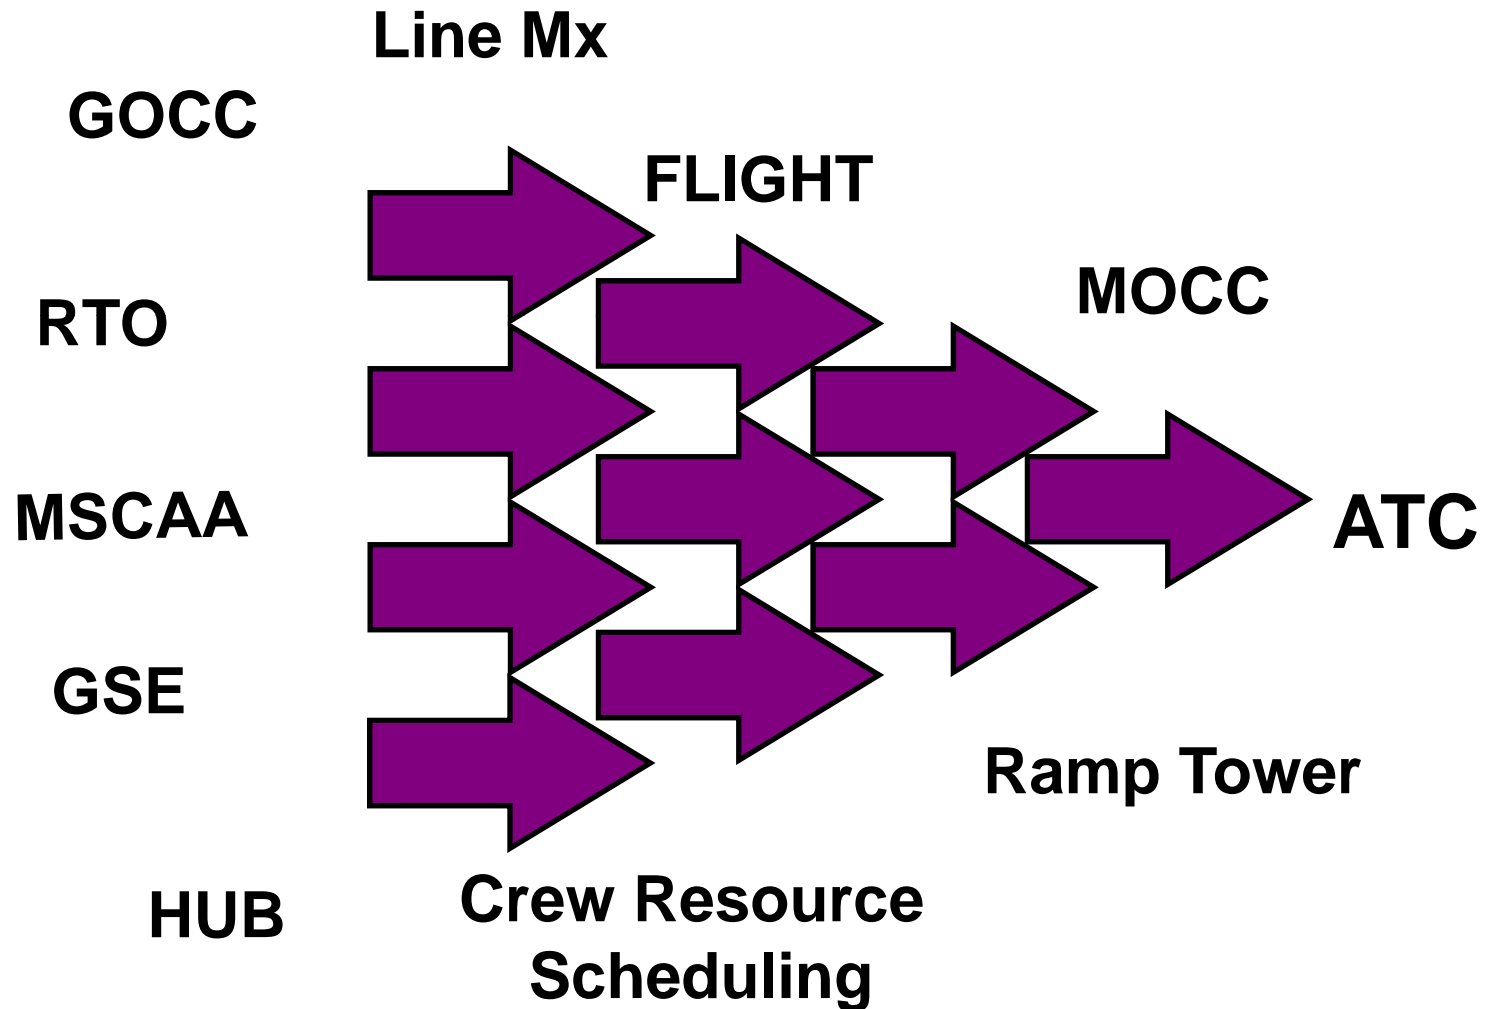 Line Mx
GOCC
FLIGHT
MOCC
RTO
MSCAA
ATC
GSE
Ramp Tower
HUB
Crew Resource
Scheduling